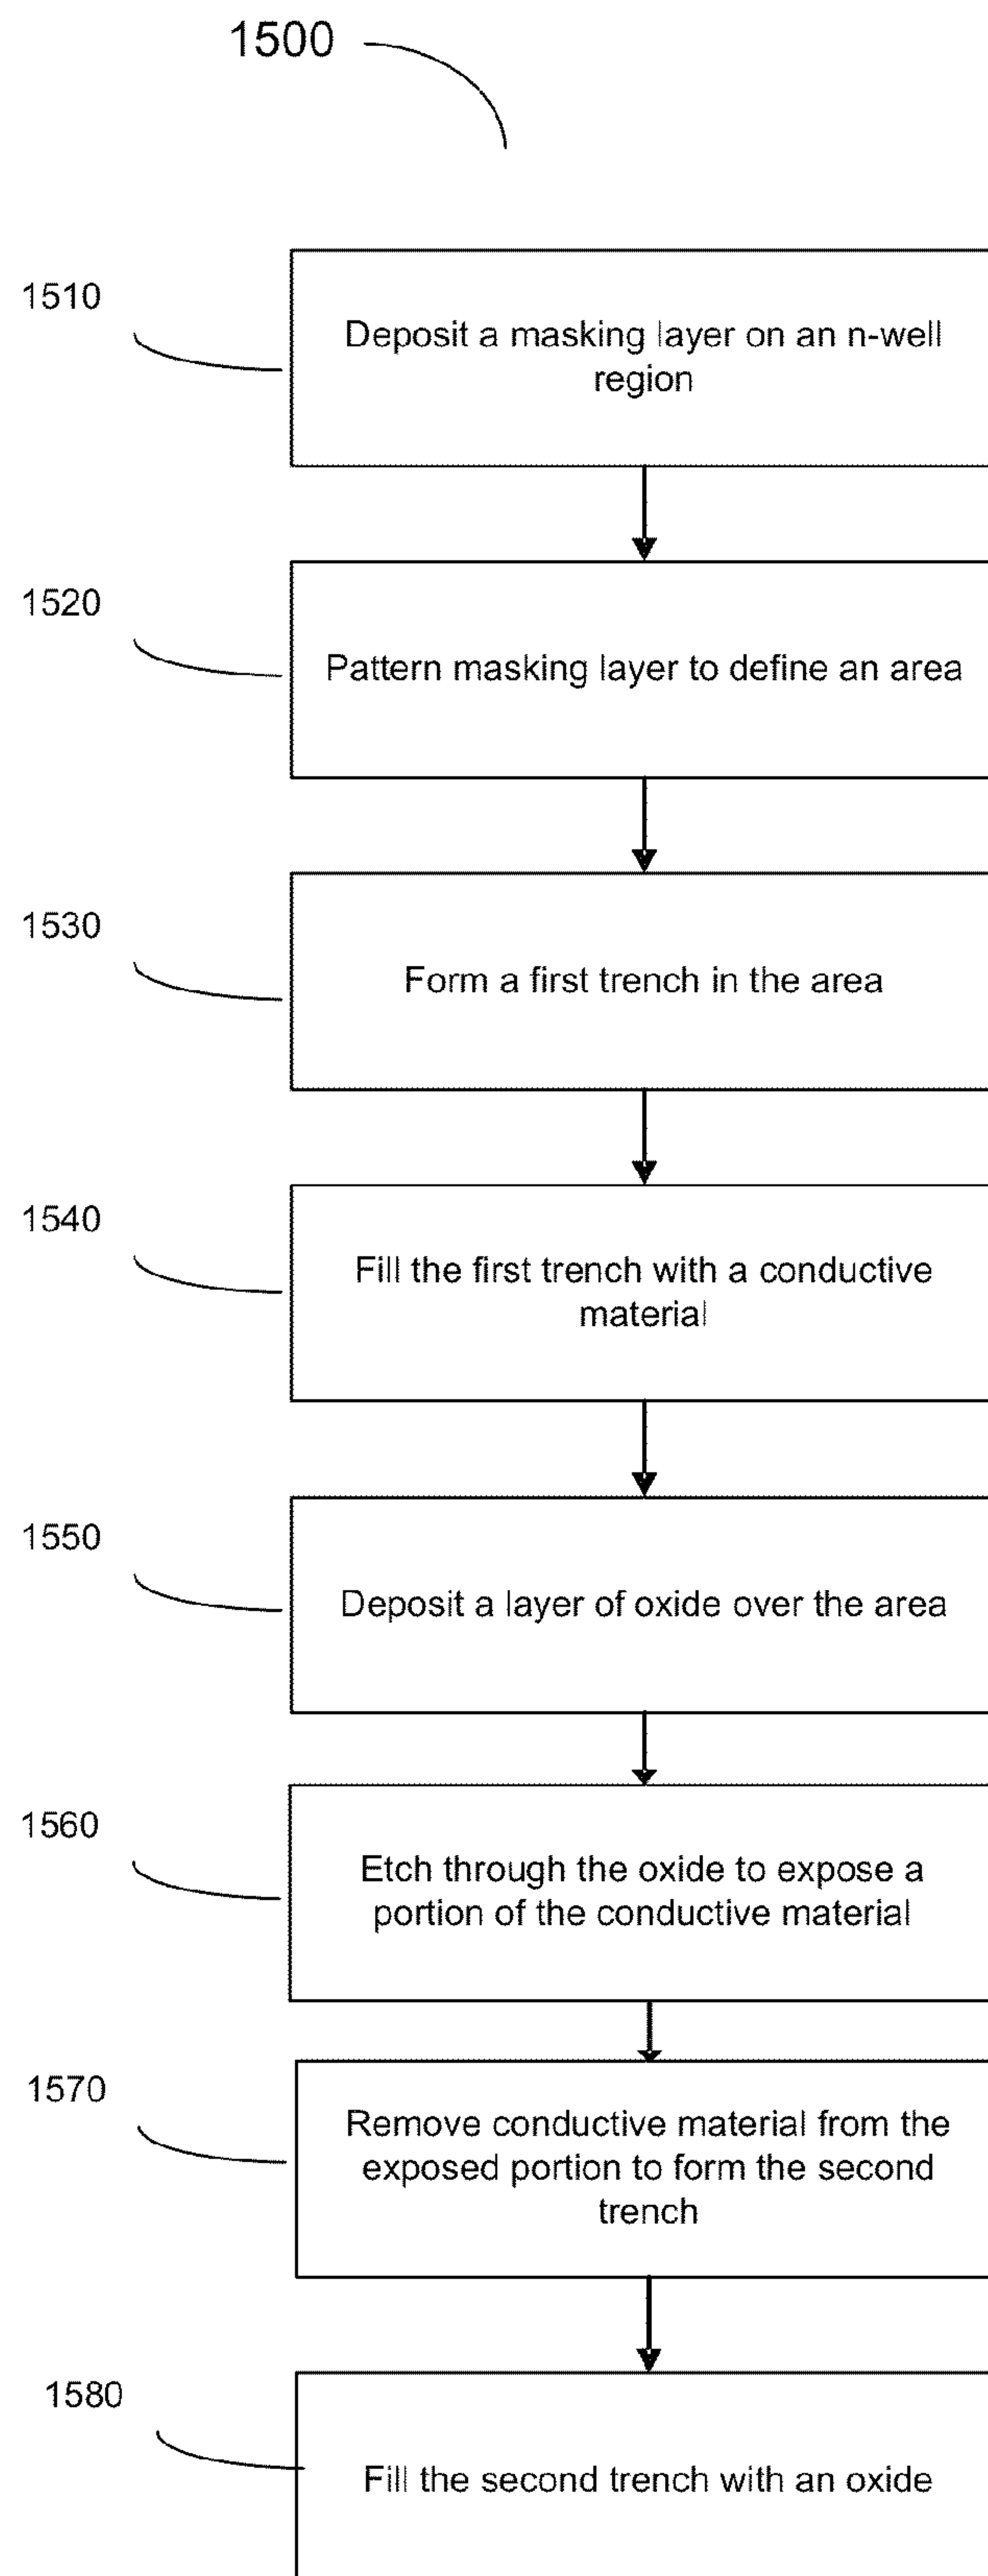 1500
1510
Deposit a masking layer on an n-well
region
1520
Pattern masking layer to define an area
1530
Form a first trench in the area
1540
Fill the first trench with a conductive
material
1550
Deposit a layer of oxide over the area
1560
Etch through the oxide to expose a
portion of the conductive material
1570
Remove conductive material from the
exposed portion to form the second
trench
1580
Fill the second trench with an oxide